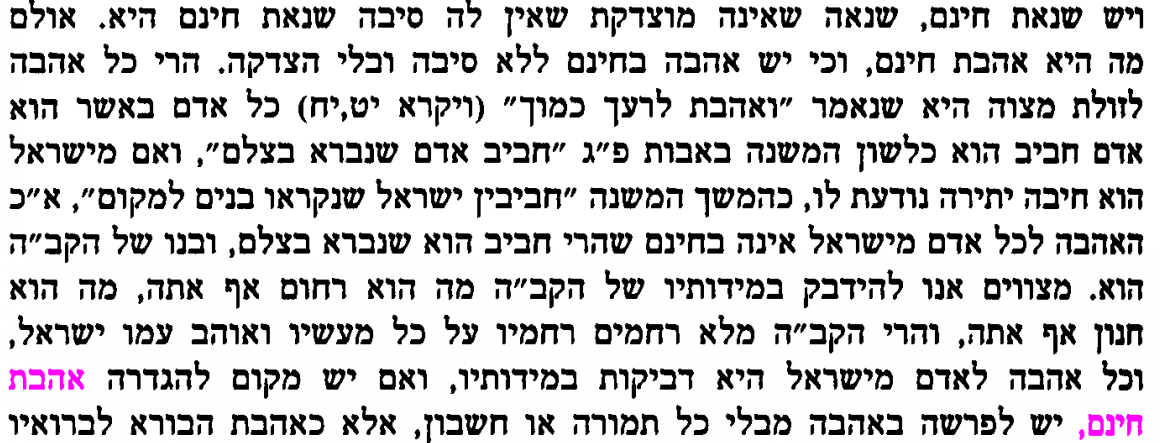 ויש שנאת חינם, שנאה שאינה מוצדקת שאין לה סיבה שנאת חינם היא. אולם
מה היא אהבת חינם, וכי יש אהבה בחינם ללא סיבה ובלי הצדקה. הרי כל אהבה
לזולת מצוה היא שנאמר "ואהבת לרעך כמוך" (ויקרא יט,יח) כל אדם באשר הוא
אדם חביב הוא כלשון המשנה באבות פ"ג "חביב אדם שנברא בצלם", ואם מישראל
הוא חיבה יתירה נודעת לו, כהמשך המשנה "חביבין ישראל שנקראו בנים למקום", א"כ
האהבה לכל אדם מישראל אינה בחינם שהרי חביב הוא שנברא בצלם, ובנו של הקב"ה
הוא. מצווים אנו להידבק במידותיו של הקב"ה מה הוא רחום אף אתה, מה הוא
חנון אף אתה, והרי הקב"ה מלא רחמים רחמיו על כל מעשיו ואוהב עמו ישראל,
וכל אהבה לאדם מישראל היא דביקות במידותיו, ואם יש מקום להגדרה אהבת
חינם, יש לפרשה באהבה מבלי כל תמורה או חשבון, אלא כאהבת הבורא לברואיו